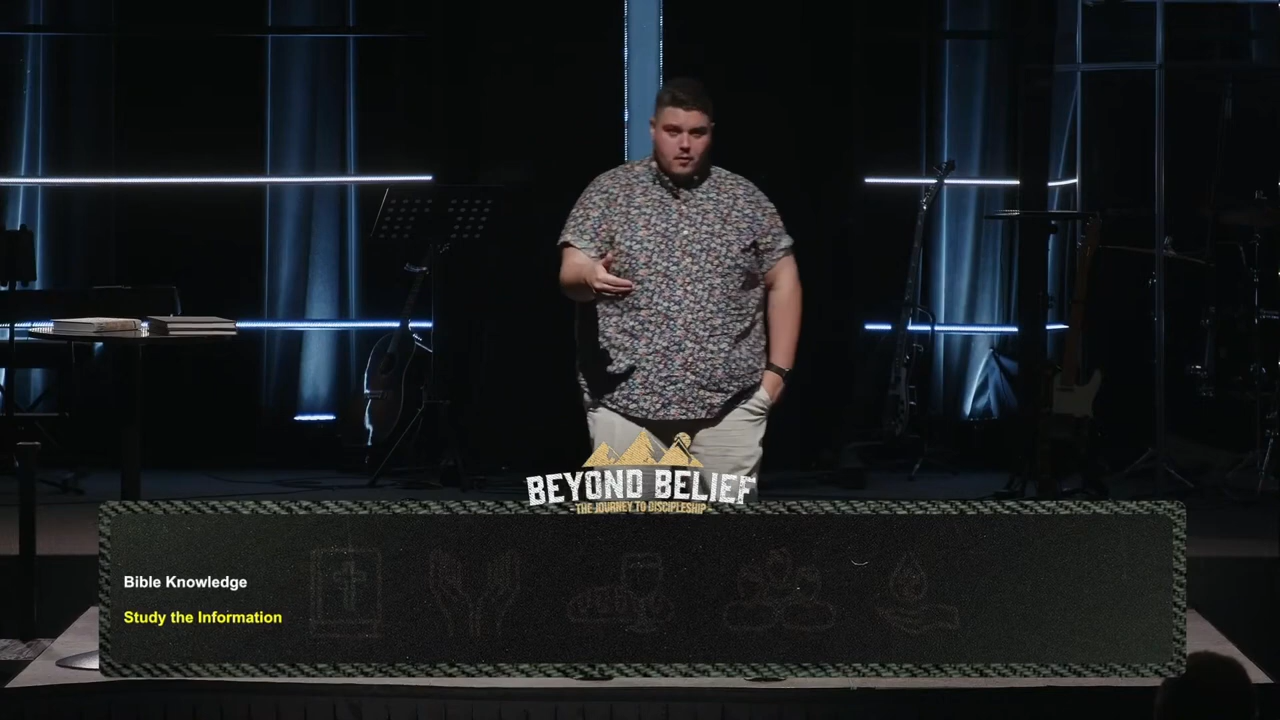 BEYOND BELIEF
THE JOURNEY TO DISCIPLESHIP
Bible Knowledge
Study the Information